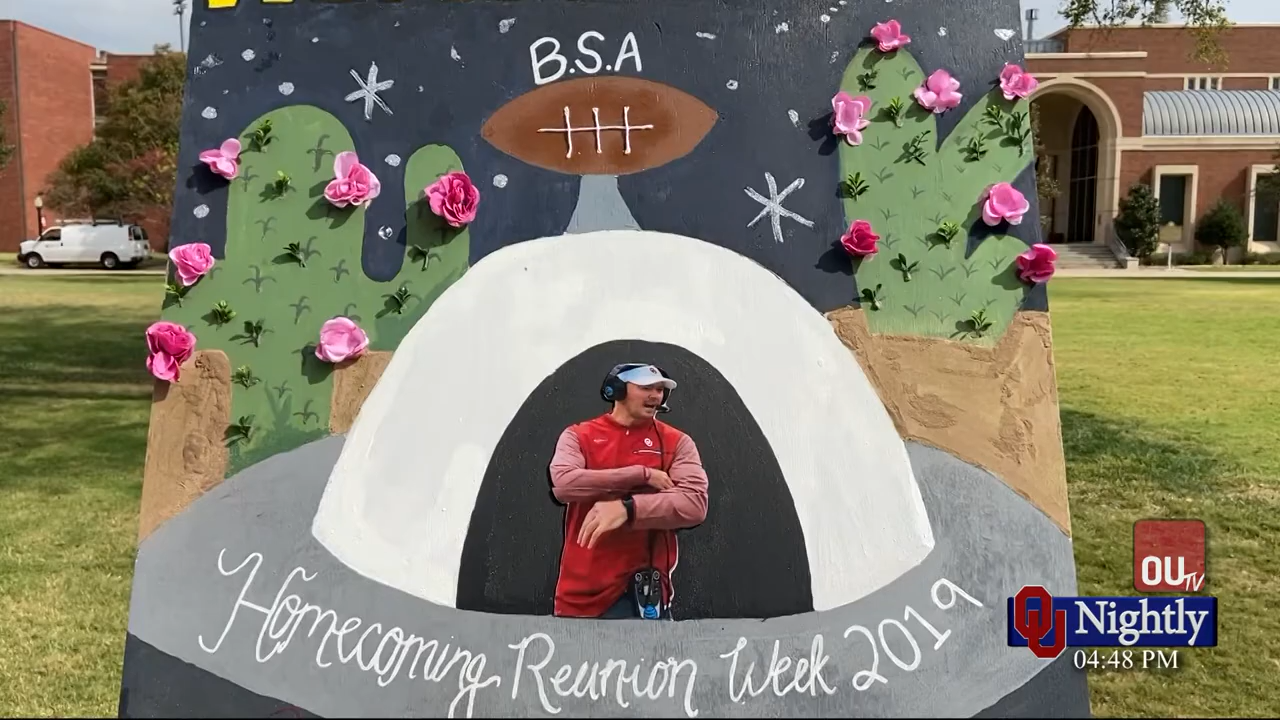 B.S.A
Homecoming Reunion Week 2019
OU TV
OU Nightly
04:48 PM